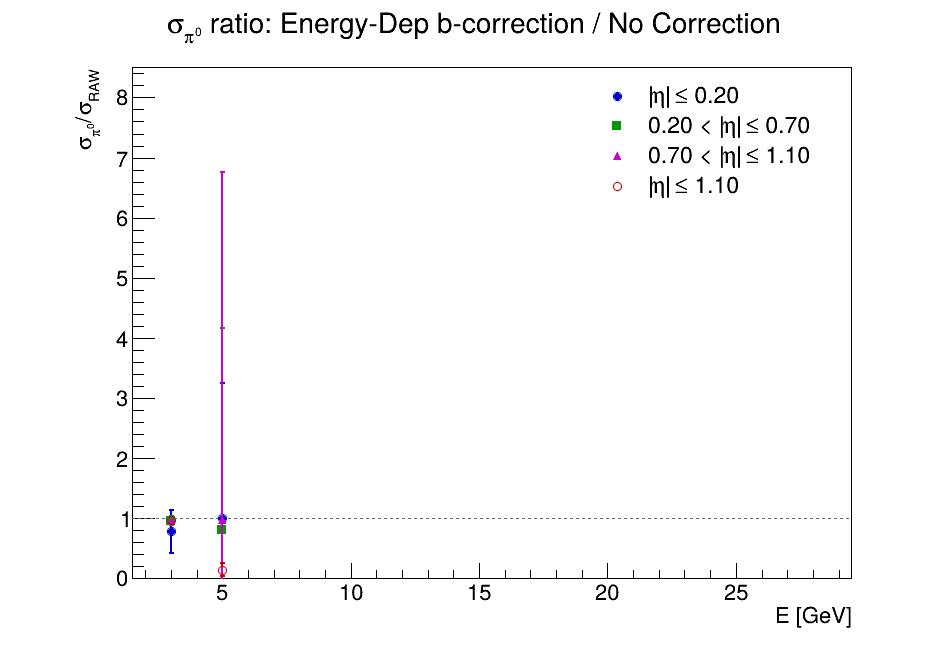 σπ⁰ ratio: Energy-Dep b-correction / No Correction
σπ⁰/σRAW
|η| ≤ 0.20
0.20 < |η| ≤ 0.70
0.70 < |η| ≤ 1.10
|η| ≤ 1.10
8
7
6
5
4
3
2
1
0
5 10 15 20 25
E [GeV]